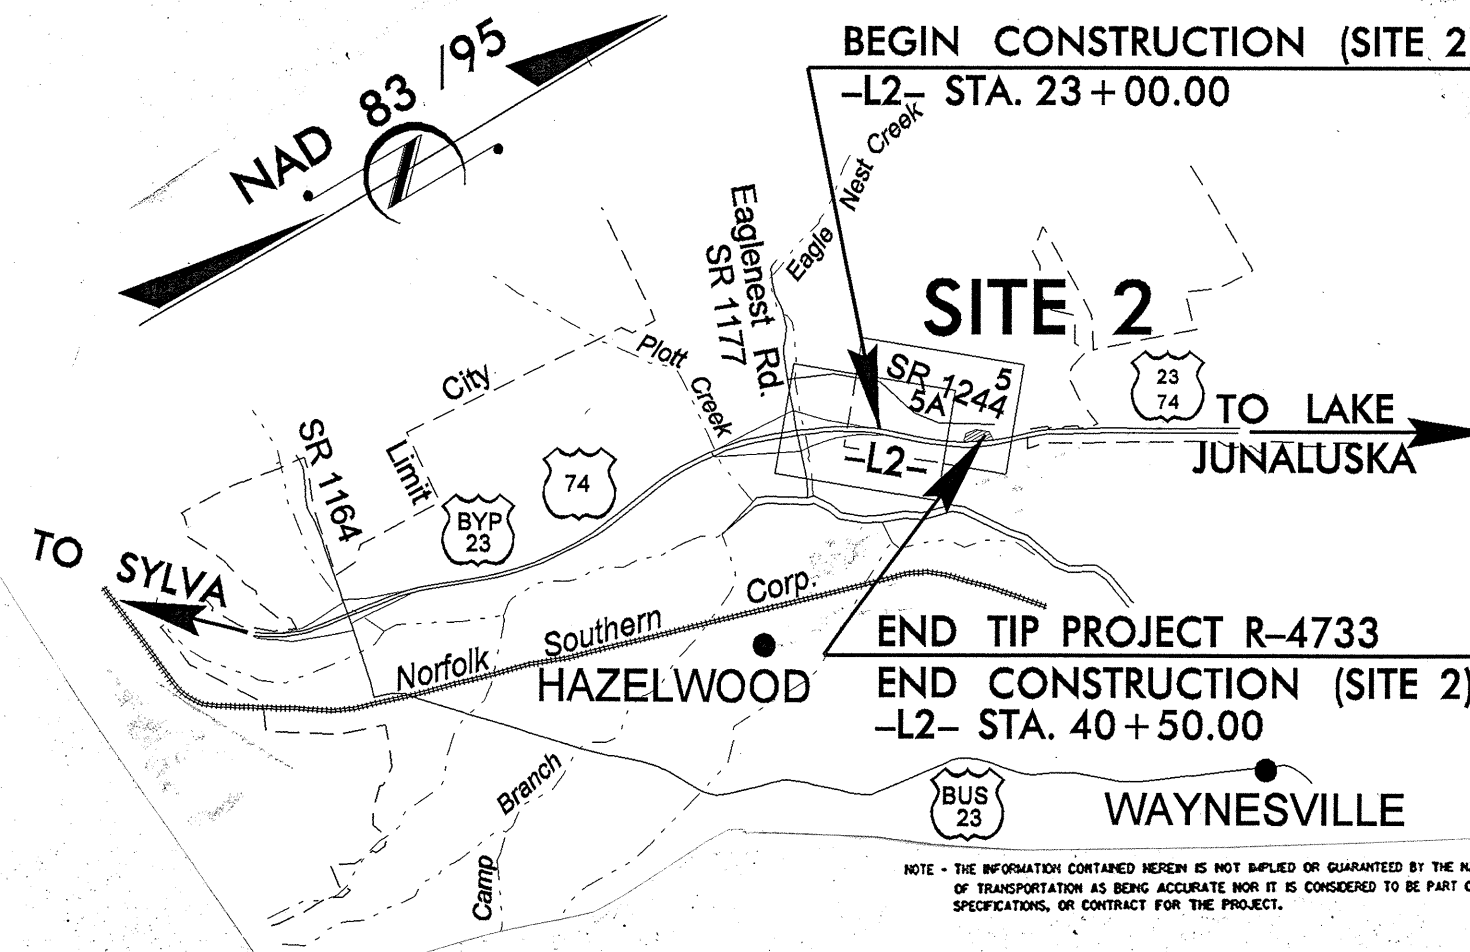 NAD 83 /95
BEGIN CONSTRUCTION (SITE 2
-L2- STA. 23+00.00
Eagle Nest Creek
Eaglenest Rd.
SR 1177
SITE 2
Plott Creek
City Limit
SR 1244
5
5A
23
74
TO LAKE
JUNALUSKA
-L2-
SR 1164
BYP
23
74
TO SYLVA
Norfolk Southern Corp.
HAZELWOOD
END TIP PROJECT R-4733
END CONSTRUCTION (SITE 2)
-L2- STA. 40+50.00
BUS
23
WAYNESVILLE
Camp Branch
NOTE - THE INFORMATION CONTAINED HEREIN IS NOT IMPLIED OR GUARANTEED BY THE N.
OF TRANSPORTATION AS BEING ACCURATE NOR IT IS CONSIDERED TO BE PART O
SPECIFICATIONS, OR CONTRACT FOR THE PROJECT.